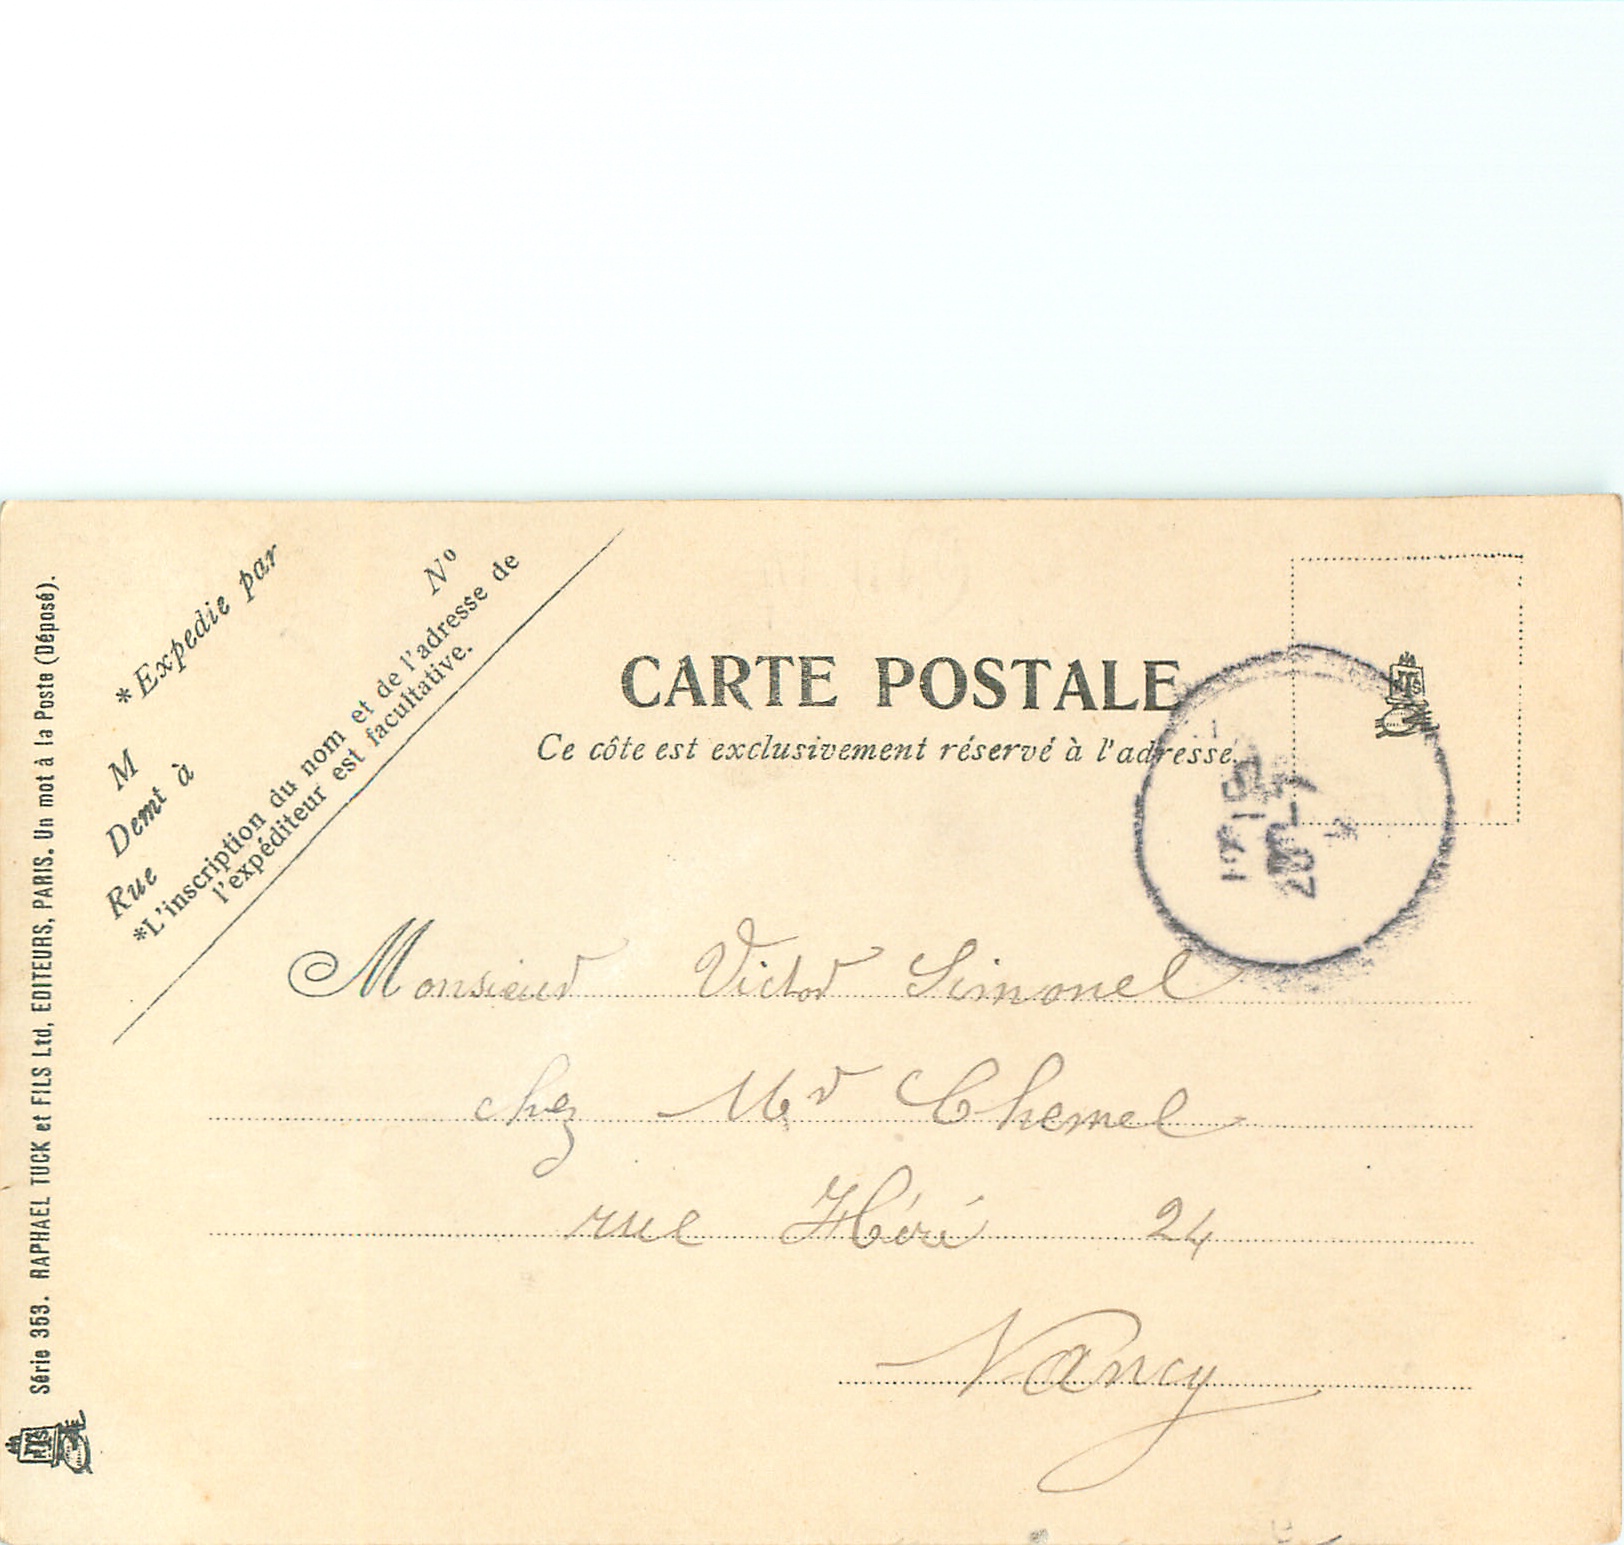 *Expedie par
M
Nº
Demt à
Rue
*L'inscription du nom et de l'adresse de
l'expéditeur est facultative.
CARTE POSTALE
Ce côte est exclusivement réservé à l'adresse.
Monsieur Victor Simonel
chez Mr Chemel
rue Héré 24
Nancy
Série 353. RAPHAEL TUCK et FILS Ltd, EDITEURS, PARIS. Un mot à la Poste (Déposé).